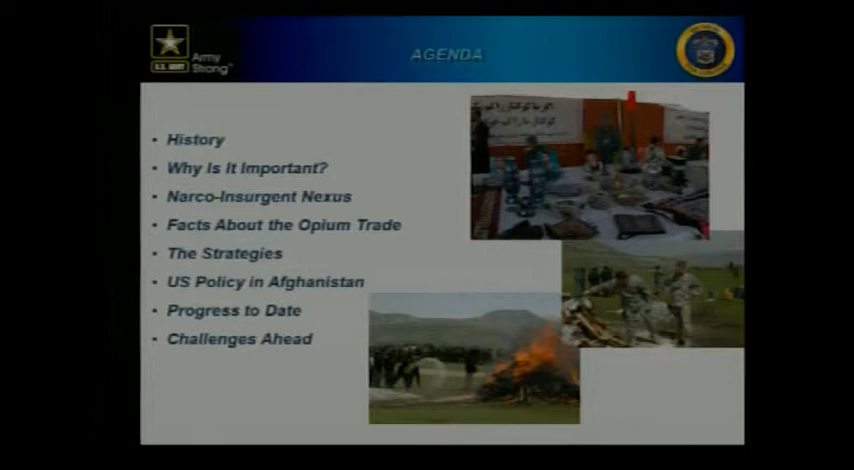 U.S. ARMY
Army
Strong
AGENDA
• History
• Why Is It Important?
• Narco-Insurgent Nexus
• Facts About the Opium Trade
• The Strategies
• US Policy in Afghanistan
• Progress to Date
• Challenges Ahead